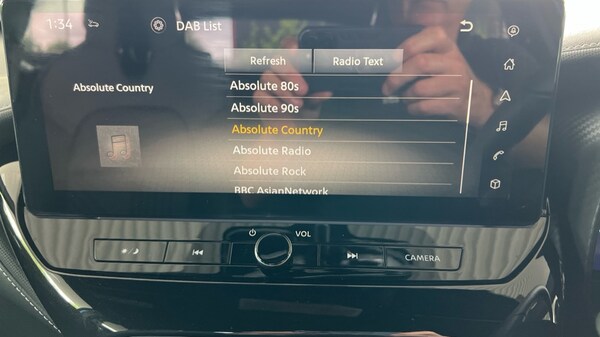 1:34
DAB List
Refresh
Radio Text
Absolute Country
Absolute 80s
Absolute 90s
Absolute Country
Absolute Radio
Absolute Rock
BBC AsianNetwork
VOL
CAMERA